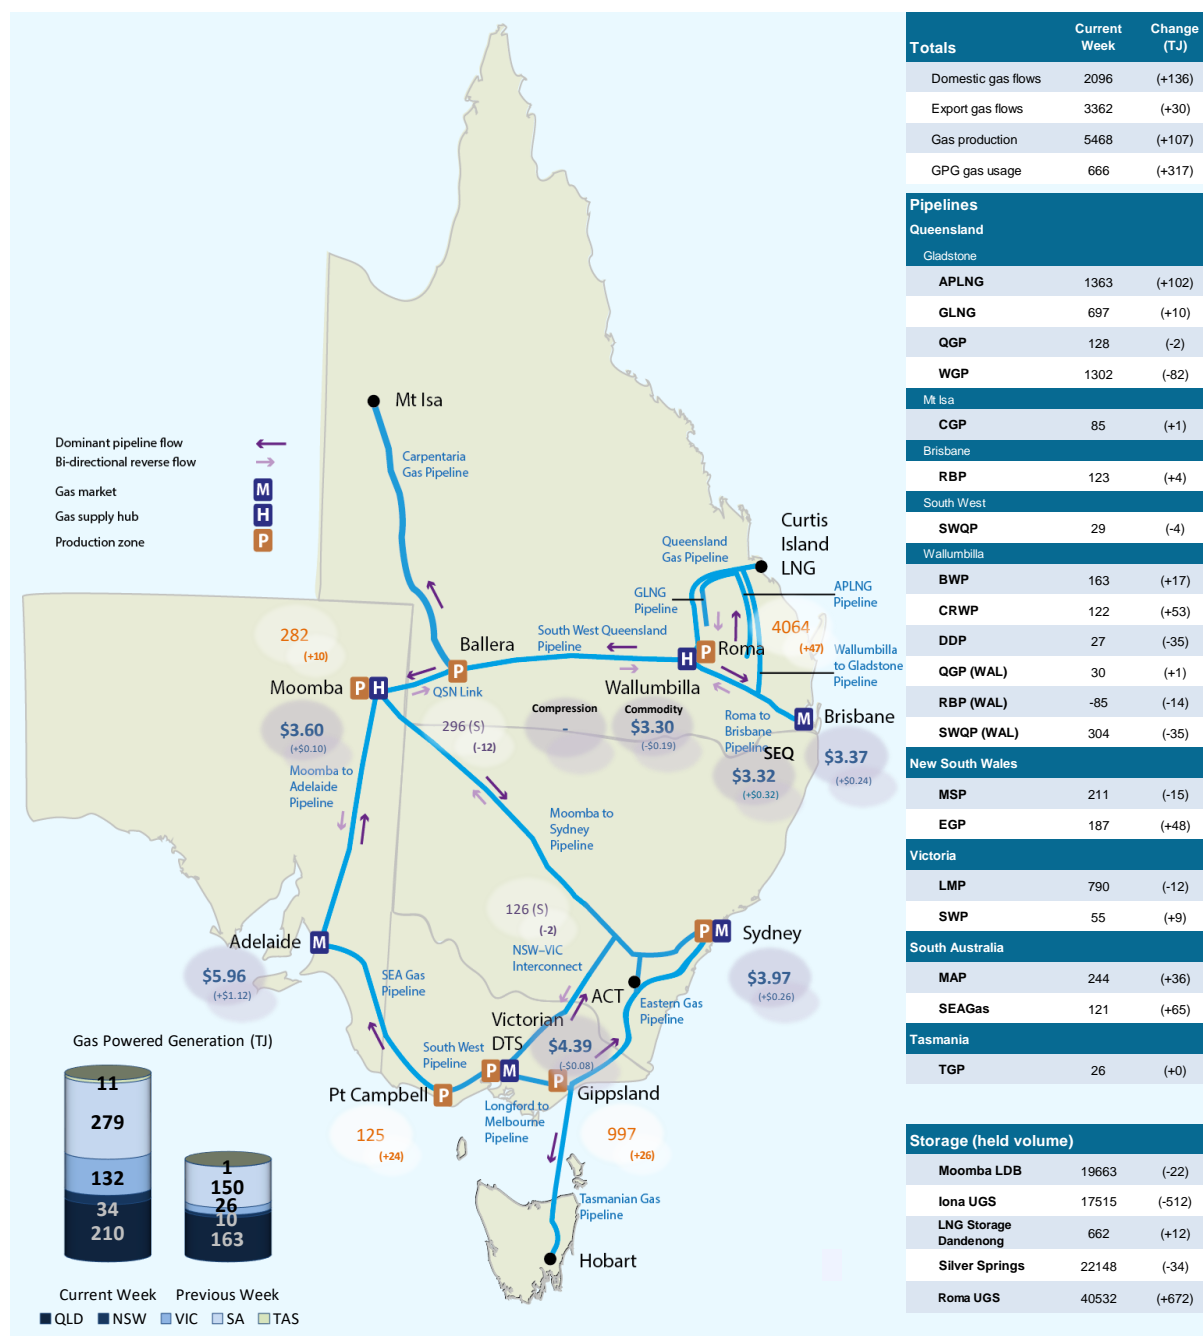 Dominant pipeline flow
Bi-directional reverse flow
Gas market
M
Gas supply hub
H
Production zone
P
Mt Isa
Carpentaria
Gas Pipeline
Curtis
Island
LNG
Queensland
Gas Pipeline
GLNG
Pipeline
APLNG
Pipeline
4064
(+47)
Wallumbilla
to Gladstone
Pipeline
282
(+10)
Ballera
P
South West Queensland
Pipeline
H
P
Roma
Moomba
P
H
QSN Link
Wallumbilla
$3.60
(+$0.10)
296 (S)
(-12)
Compression
-
Commodity
$3.30
(-$0.19)
Roma to
Brisbane
Pipeline
M
Brisbane
SEQ
$3.32
(+$0.32)
$3.37
(+$0.24)
Moomba to
Adelaide
Pipeline
Moomba to
Sydney
Pipeline
126 (S)
(-2)
NSW–VIC
Interconnect
P
M
Sydney
$3.97
(+$0.26)
Adelaide
M
$5.96
(+$1.12)
SEA Gas
Pipeline
ACT
Eastern Gas
Pipeline
Victorian
DTS
$4.39
(-$0.08)
South West
Pipeline
P
M
P
Gippsland
Pt Campbell
P
125
(+24)
Longford to
Melbourne
Pipeline
997
(+26)
Tasmanian Gas
Pipeline
Hobart
Gas Powered Generation (TJ)
11
279
132
34
210
1
150
26
10
163
Current Week
Previous Week
QLD
NSW
VIC
SA
TAS
Totals Current Week Change (TJ)
Domestic gas flows 2096 (+136)
Export gas flows 3362 (+30)
Gas production 5468 (+107)
GPG gas usage 666 (+317)
Pipelines
Queensland
Gladstone
APLNG 1363 (+102)
GLNG 697 (+10)
QGP 128 (-2)
WGP 1302 (-82)
Mt Isa
CGP 85 (+1)
Brisbane
RBP 123 (+4)
South West
SWQP 29 (-4)
Wallumbilla
BWP 163 (+17)
CRWP 122 (+53)
DDP 27 (-35)
QGP (WAL) 30 (+1)
RBP (WAL) -85 (-14)
SWQP (WAL) 304 (-35)
New South Wales
MSP 211 (-15)
EGP 187 (+48)
Victoria
LMP 790 (-12)
SWP 55 (+9)
South Australia
MAP 244 (+36)
SEAGas 121 (+65)
Tasmania
TGP 26 (+0)
Storage (held volume)
Moomba LDB 19663 (-22)
Iona UGS 17515 (-512)
LNG Storage
Dandenong 662 (+12)
Silver Springs 22148 (-34)
Roma UGS 40532 (+672)